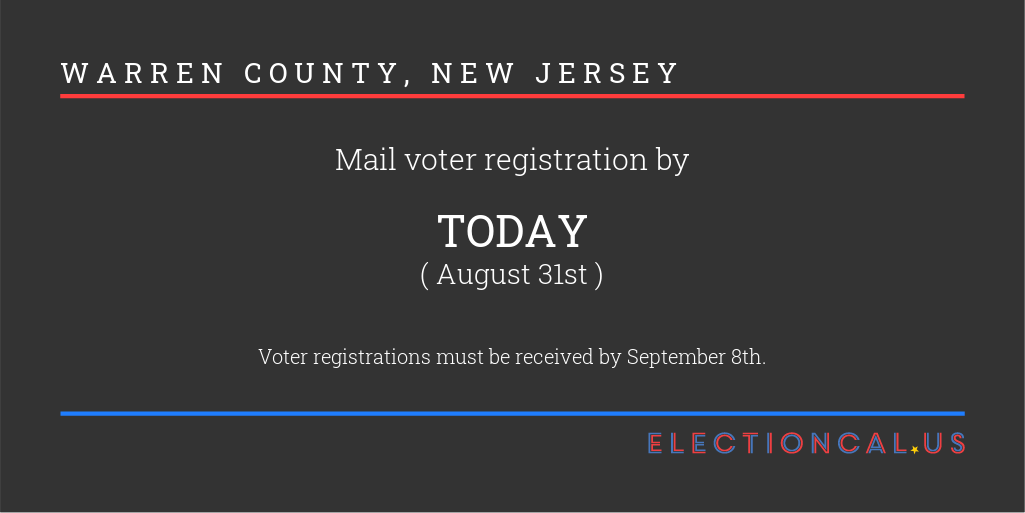 WARREN COUNTY, NEW JERSEY
Mail voter registration by
TODAY
( August 31st )
Voter registrations must be received by September 8th.
ELECTIONCAL.US